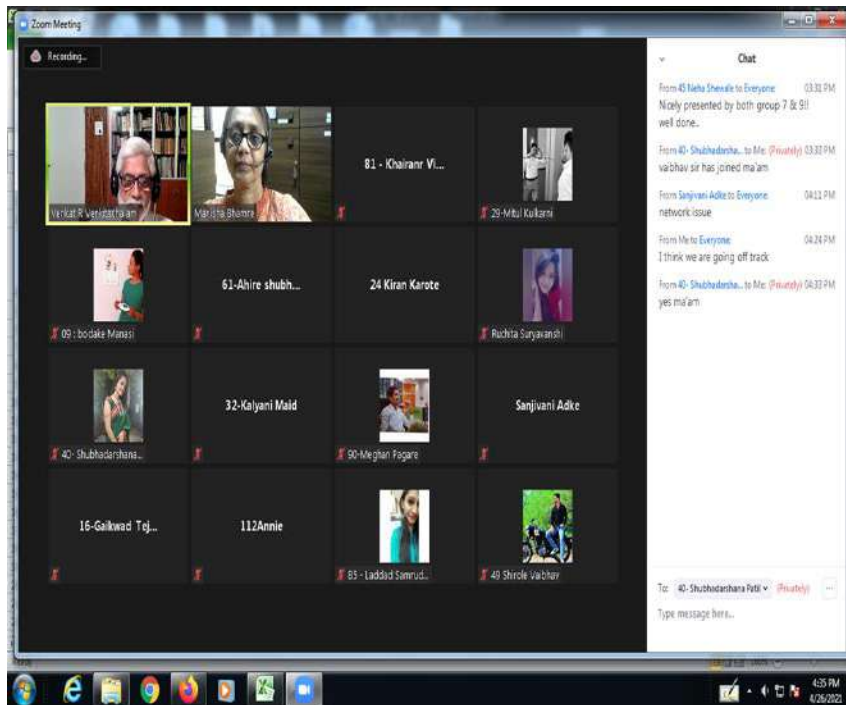 Zoom Meeting
Recording...
Venkat R Venkitachalam
Manisha Bhamre
81 - Khairanr Vi...
29-Mitul Kulkarni
09 : bodake Manasi
61-Ahire shubh...
24 Kiran Karote
Ruchita Suryavanshi
40- Shubhadarshana...
32-Kalyani Maid
90-Meghan Pagare
Sanjivani Adke
16-Gaikwad Tej...
112Annie
85 - Laddad Samrud...
49 Shirole Vaibhav
Chat
From 45 Neha Shewale to Everyone: 03:31 PM
Nicely presented by both group 7 & 9!!
well done..
From 40- Shubhadarsha... to Me: (Privately) 03:32 PM
vaibhav sir has joined ma'am
From Sanjivani Adke to Everyone: 04:11 PM
network issue
From Me to Everyone: 04:24 PM
I think we are going off track
From 40- Shubhadarsha... to Me: (Privately) 04:33 PM
yes ma'am
To: 40- Shubhadarshana Patil (Privately) ...
Type message here...
4:35 PM
4/26/2021